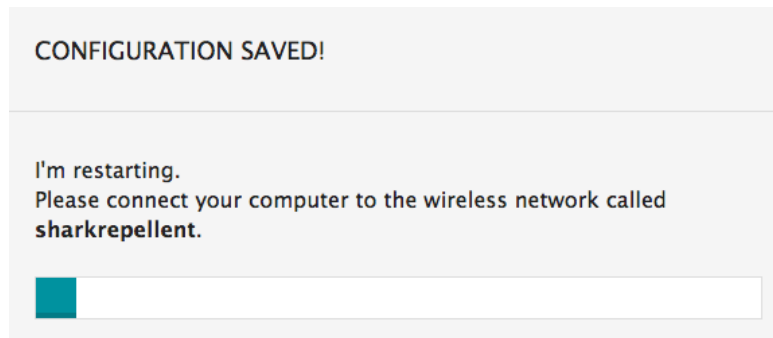 CONFIGURATION SAVED!
I'm restarting.
Please connect your computer to the wireless network called
sharkrepellent.